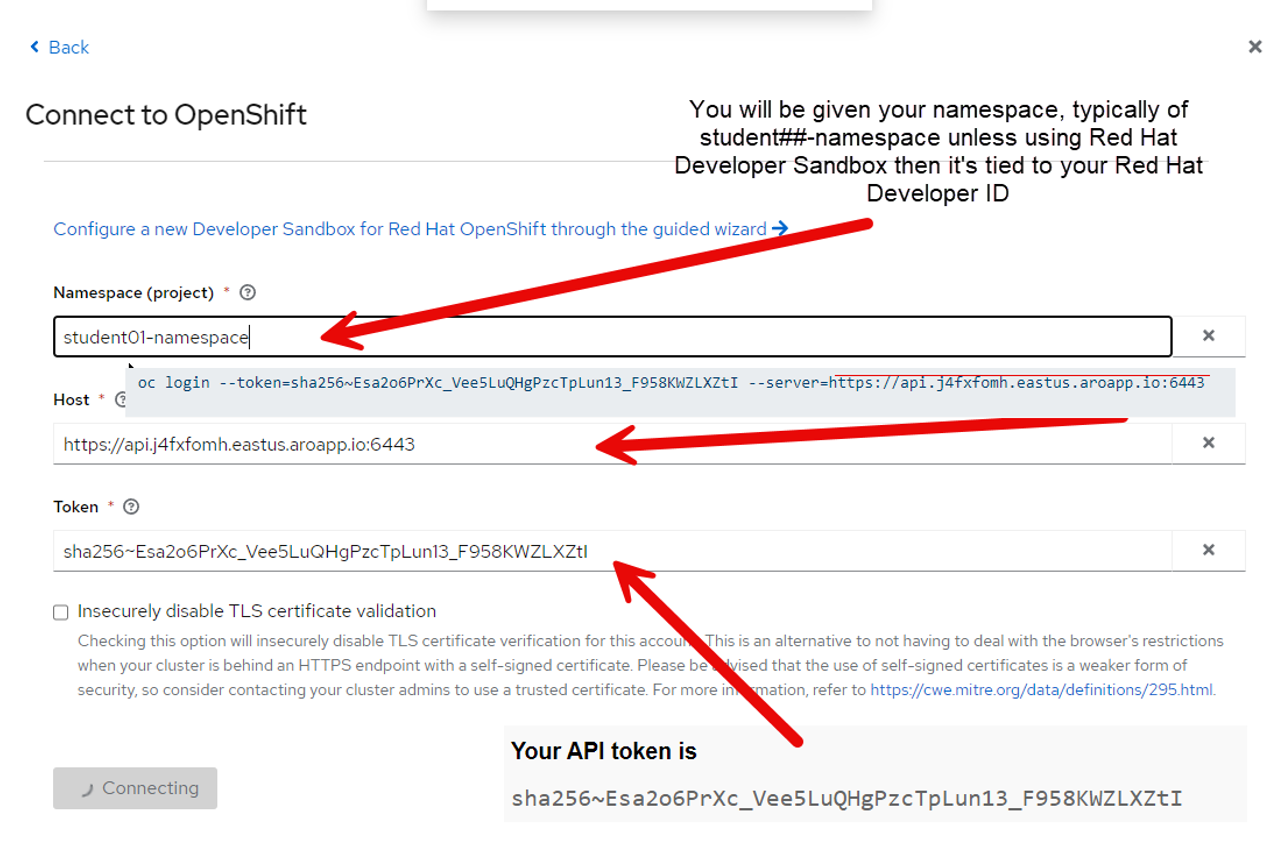 Back
Connect to OpenShift
You will be given your namespace, typically of
student##-namespace unless using Red Hat
Developer Sandbox then it's tied to your Red Hat
Developer ID
Configure a new Developer Sandbox for Red Hat OpenShift through the guided wizard
Namespace (project) *
student01-namespace
oc login --token=sha256~Esa2o6PrXc_Vee5LuQHgPzcTpLun13_F958KWZLXZtI --server=https://api.j4fxfomh.eastus.aroapp.io:6443
Host *
https://api.j4fxfomh.eastus.aroapp.io:6443
Token *
sha256~Esa2o6PrXc_Vee5LuQHgPzcTpLun13_F958KWZLXZtI
Insecurely disable TLS certificate validation
Checking this option will insecurely disable TLS certificate verification for this account. This is an alternative to not having to deal with the browser's restrictions
when your cluster is behind an HTTPS endpoint with a self-signed certificate. Please be advised that the use of self-signed certificates is a weaker form of
security, so consider contacting your cluster admins to use a trusted certificate. For more information, refer to https://cwe.mitre.org/data/definitions/295.html.
Your API token is
Connecting
sha256~Esa2o6PrXc_Vee5LuQHgPzcTpLun13_F958KWZLXZtI